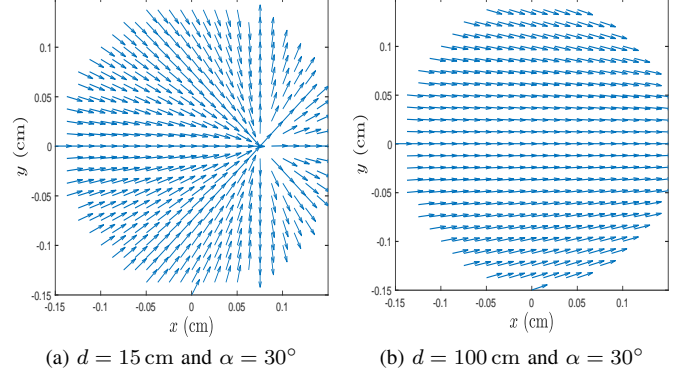 0.1
0.05
0
-0.05
-0.1
-0.15
-0.15 -0.1 -0.05 0 0.05 0.1
y (cm)
x (cm)
(a) d = 15 cm and α = 30°
0.1
0.05
0
-0.05
-0.1
-0.15
-0.15 -0.1 -0.05 0 0.05 0.1
y (cm)
x (cm)
(b) d = 100 cm and α = 30°